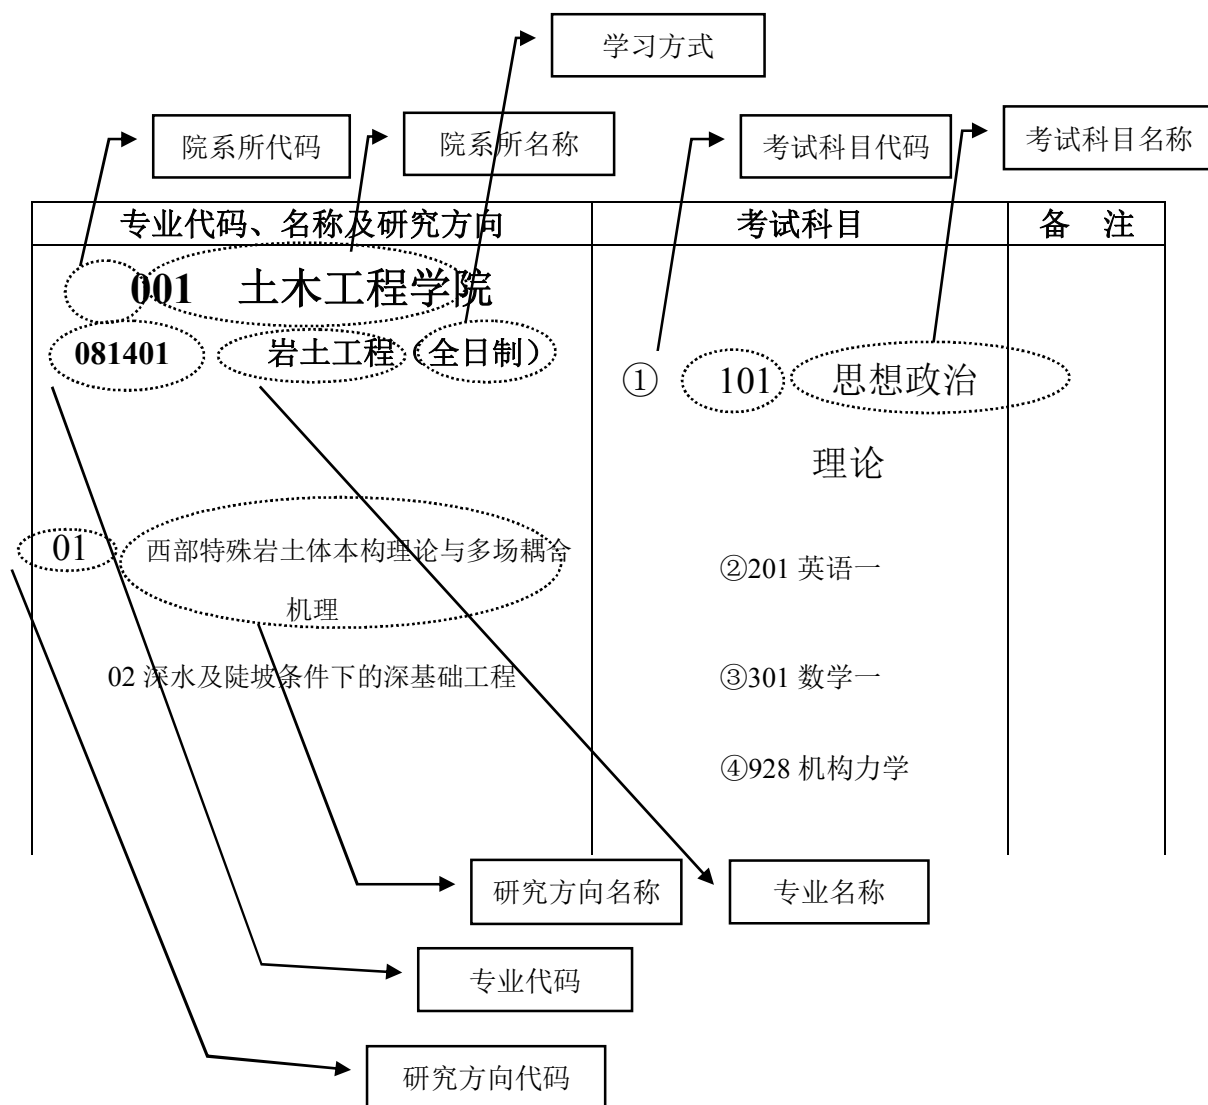 学习方式
院系所代码
院系所名称
考试科目代码
考试科目名称
专业代码、名称及研究方向
考试科目
备 注
001 土木工程学院
081401 岩土工程（全日制）
① 101 思想政治
理论
01 西部特殊岩土体本构理论与多场耦合
机理
②201 英语一
02 深水及陡坡条件下的深基础工程
③301 数学一
④928 机构力学
研究方向名称
专业名称
专业代码
研究方向代码